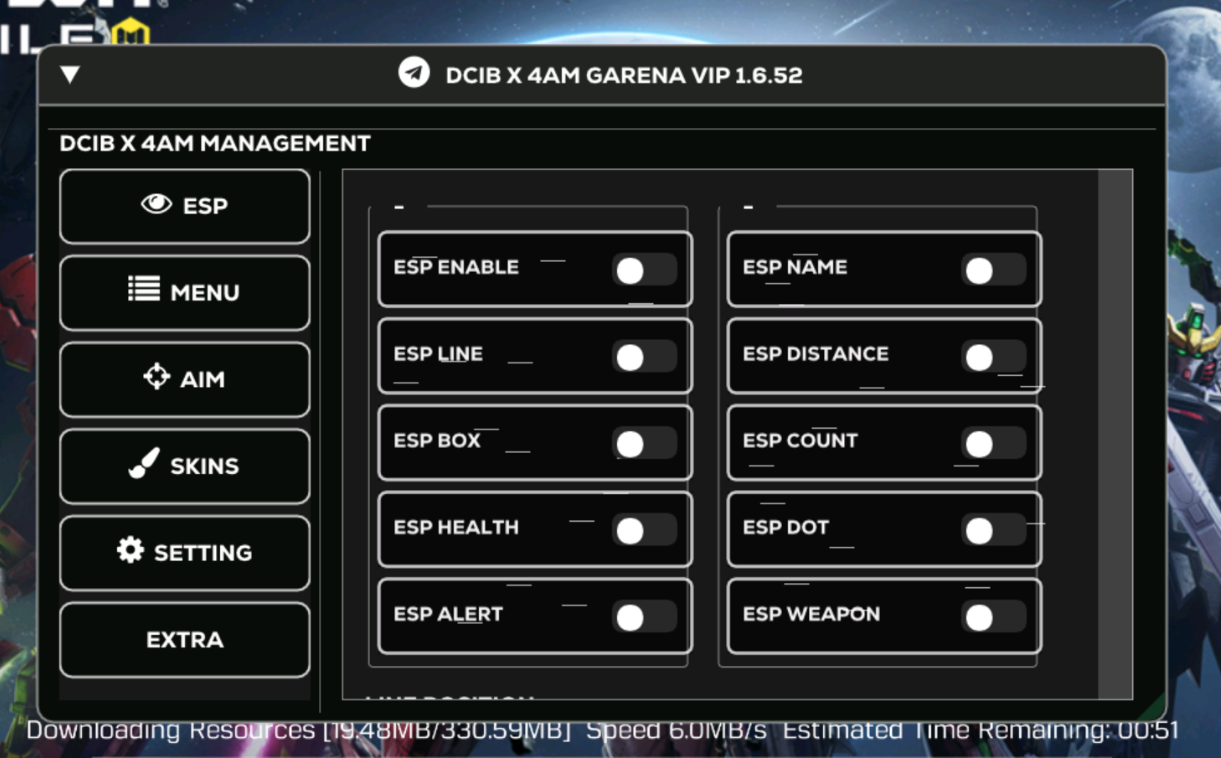 DCIB X 4AM GARENA VIP 1.6.52
DCIB X 4AM MANAGEMENT
ESP
MENU
AIM
SKINS
SETTING
EXTRA
ESP ENABLE
ESP NAME
ESP LINE
ESP DISTANCE
ESP BOX
ESP COUNT
ESP HEALTH
ESP DOT
ESP ALERT
ESP WEAPON
LINE POSITION
Downloading Resources [19.48MB/330.59MB] Speed 6.0MB/s Estimated Time Remaining: 00:51